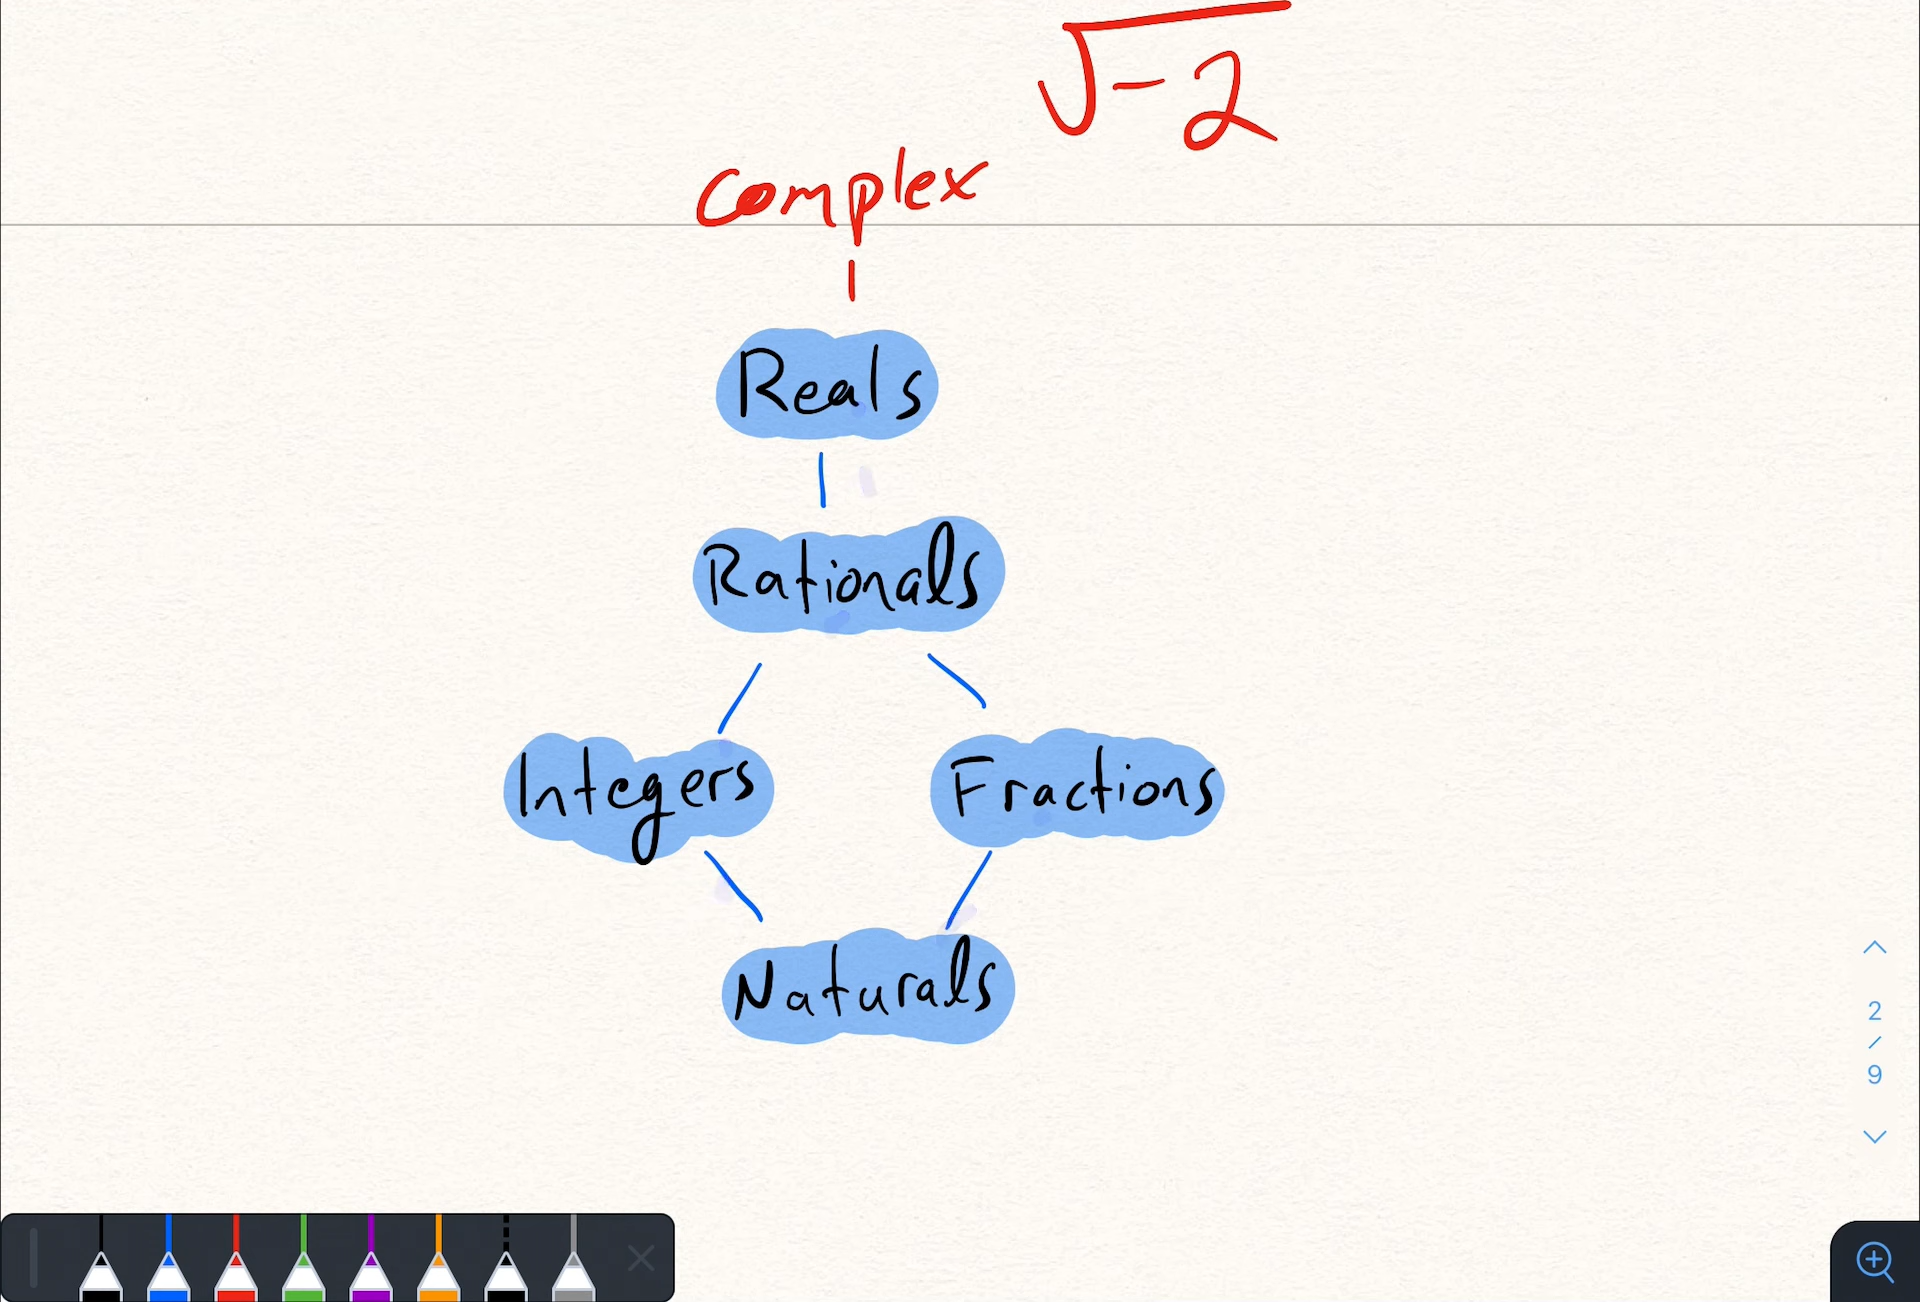 √-2
complex
Reals
Rationals
Integers Fractions
Naturals
2
/
9